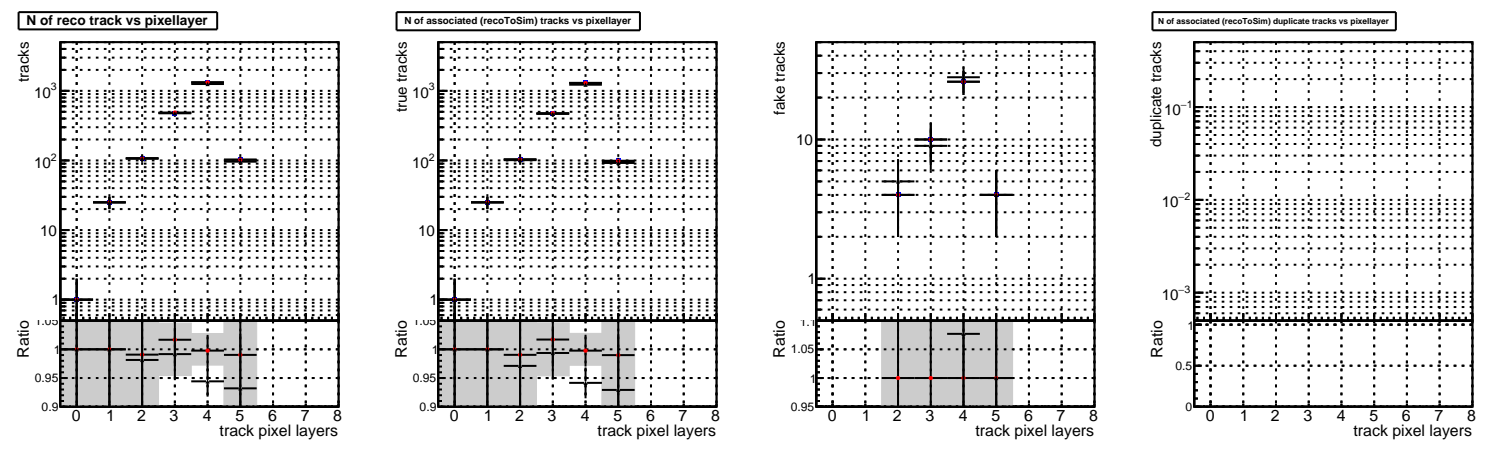 N of reco track vs pixellayer
tracks
10³
10²
10
1
Ratio
1.05
1
0.95
0.9
0 1 2 3 4 5 6 7 8
track pixel layers
N of associated (recoToSim) tracks vs pixellayer
true tracks
10³
10²
10
1
Ratio
1.05
1
0.95
0.9
0 1 2 3 4 5 6 7 8
track pixel layers
fake tracks
10
1
Ratio
1.1
1.05
1
0.95
0 1 2 3 4 5 6 7 8
track pixel layers
N of associated (recoToSim) duplicate tracks vs pixellayer
duplicate tracks
10⁻¹
10⁻²
10⁻³
Ratio
1
0.5
0
0 1 2 3 4 5 6 7 8
track pixel layers